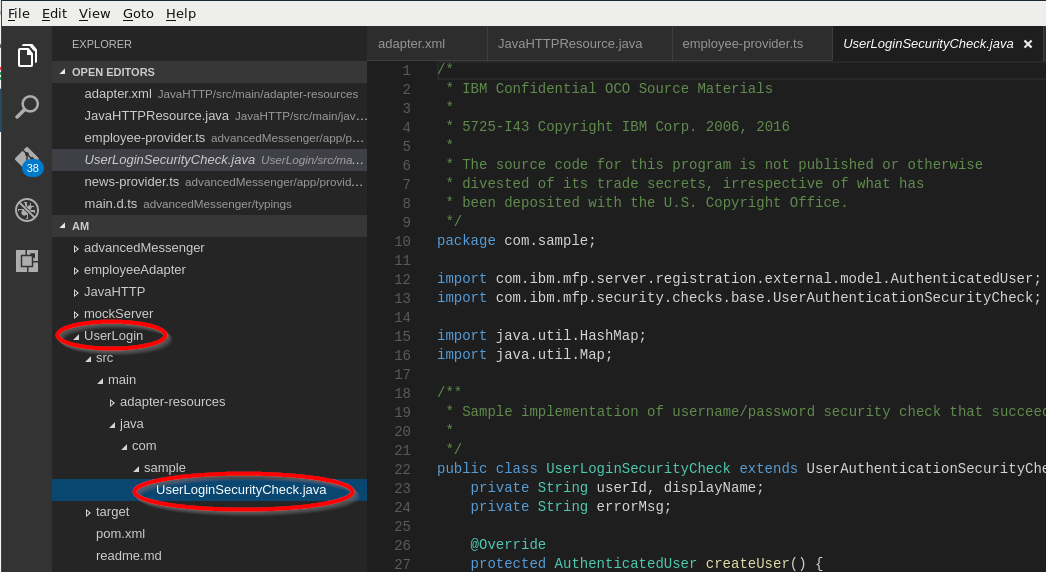 File Edit View Goto Help
EXPLORER
OPEN EDITORS
adapter.xml JavaHTTP/src/main/adapter-resources
JavaHTTPResource.java JavaHTTP/src/main/jav...
employee-provider.ts advancedMessenger/app/p...
UserLoginSecurityCheck.java UserLogin/src/ma...
news-provider.ts advancedMessenger/app/provid...
main.d.ts advancedMessenger/typings
AM
advancedMessenger
employeeAdapter
JavaHTTP
mockServer
UserLogin
src
main
adapter-resources
java
com
sample
UserLoginSecurityCheck.java
target
pom.xml
readme.md
38
adapter.xml JavaHTTPResource.java employee-provider.ts UserLoginSecurityCheck.java ×
1 /*
2 * IBM Confidential OCO Source Materials
3 *
4 * 5725-I43 Copyright IBM Corp. 2006, 2016
5 *
6 * The source code for this program is not published or otherwise
7 * divested of its trade secrets, irrespective of what has
8 * been deposited with the U.S. Copyright Office.
9 */
10 package com.sample;
11
12 import com.ibm.mfp.server.registration.external.model.AuthenticatedUser;
13 import com.ibm.mfp.security.checks.base.UserAuthenticationSecurityCheck;
14
15 import java.util.HashMap;
16 import java.util.Map;
17
18 /**
19 * Sample implementation of username/password security check that succeed
20 *
21 */
22 public class UserLoginSecurityCheck extends UserAuthenticationSecurityChe
23 private String userId, displayName;
24 private String errorMsg;
25
26 @Override
27 protected AuthenticatedUser createUser() {